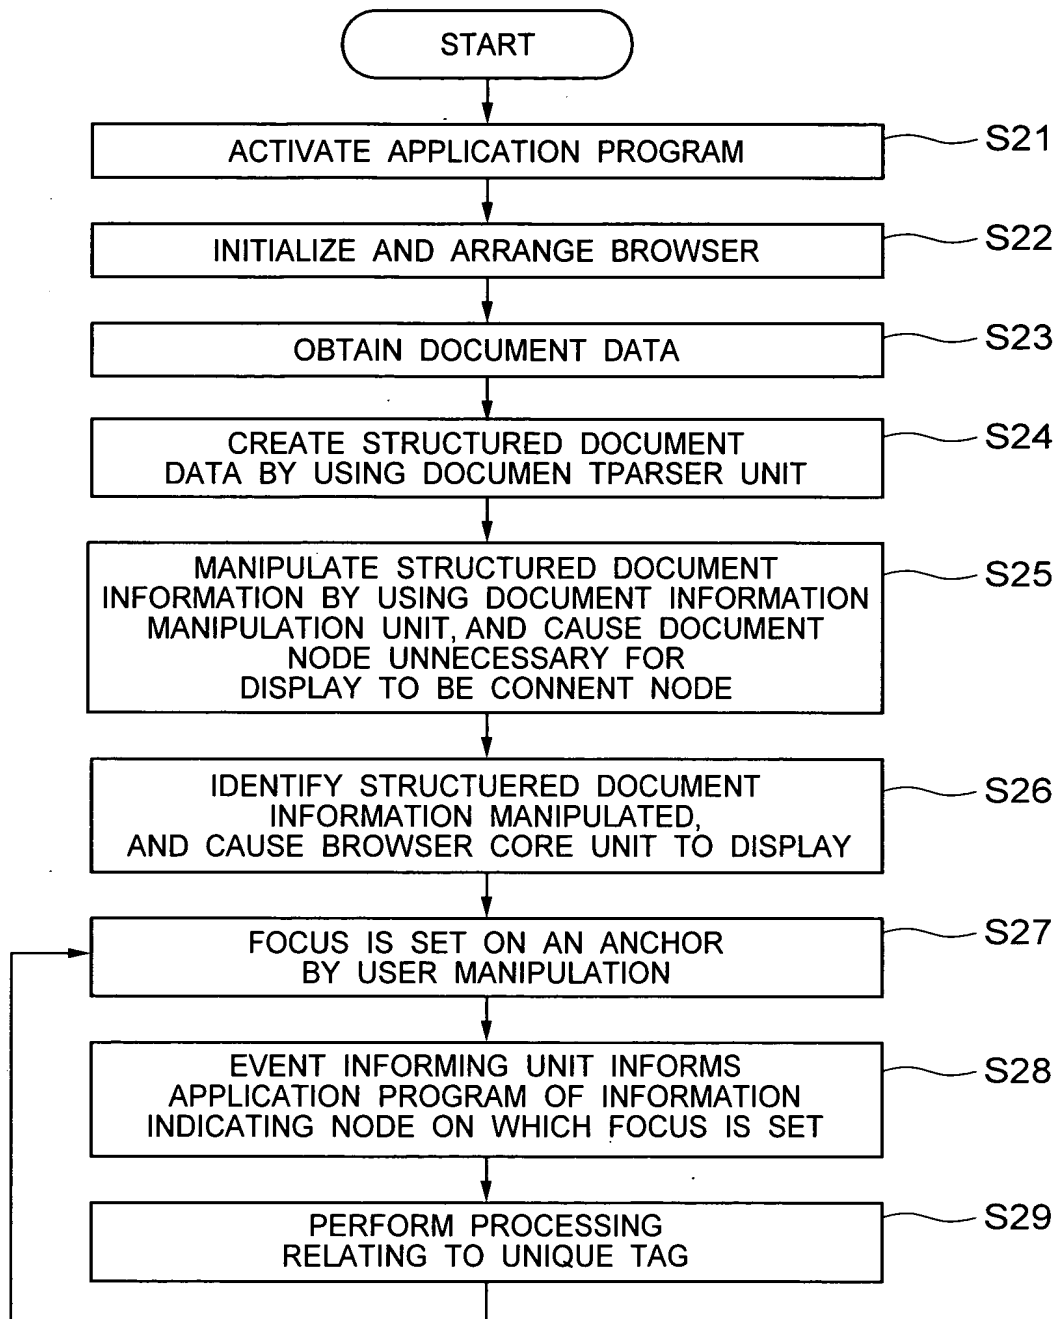 START
ACTIVATE APPLICATION PROGRAM
S21
INITIALIZE AND ARRANGE BROWSER
S22
OBTAIN DOCUMENT DATA
S23
CREATE STRUCTURED DOCUMENT
DATA BY USING DOCUMEN TPARSER UNIT
S24
MANIPULATE STRUCTURED DOCUMENT
INFORMATION BY USING DOCUMENT INFORMATION
MANIPULATION UNIT, AND CAUSE DOCUMENT
NODE UNNECESSARY FOR
DISPLAY TO BE CONNENT NODE
S25
IDENTIFY STRUCTUERED DOCUMENT
INFORMATION MANIPULATED,
AND CAUSE BROWSER CORE UNIT TO DISPLAY
S26
FOCUS IS SET ON AN ANCHOR
BY USER MANIPULATION
S27
EVENT INFORMING UNIT INFORMS
APPLICATION PROGRAM OF INFORMATION
INDICATING NODE ON WHICH FOCUS IS SET
S28
PERFORM PROCESSING
RELATING TO UNIQUE TAG
S29